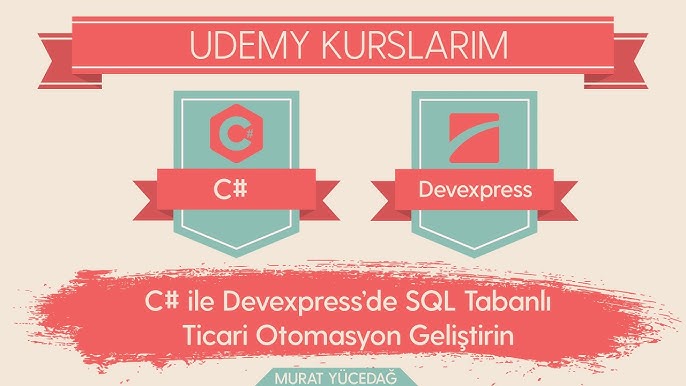 UDEMY KURSLARIM
C#
C#
Devexpress
C# ile Devexpress'de SQL Tabanlı
Ticari Otomasyon Geliştirin
MURAT YÜCEDAĞ